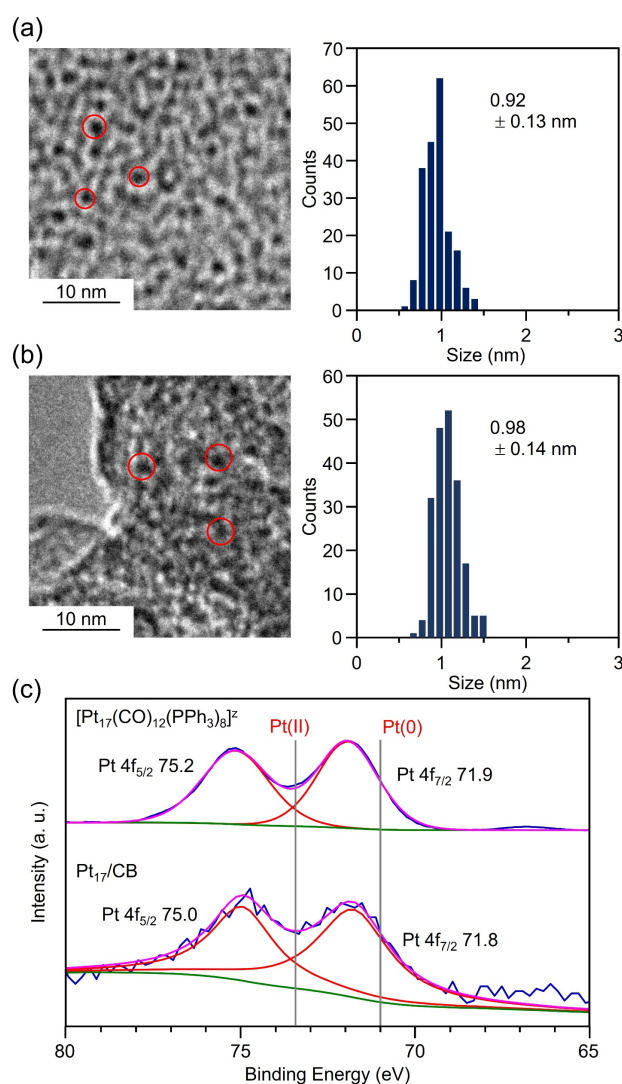 (a)
10 nm
70
60
50
40
30
20
10
0
Counts
0.92
± 0.13 nm
0 1 2 3
Size (nm)
(b)
10 nm
60
50
40
30
20
10
0
Counts
0.98
± 0.14 nm
0 1 2 3
Size (nm)
(c)
[Pt17(CO)12(PPh3)8]z
Pt(II)
Pt(0)
Pt 4f5/2 75.2
Pt 4f7/2 71.9
Pt17/CB
Pt 4f5/2 75.0
Pt 4f7/2 71.8
Intensity (a. u.)
80 75 70 65
Binding Energy (eV)